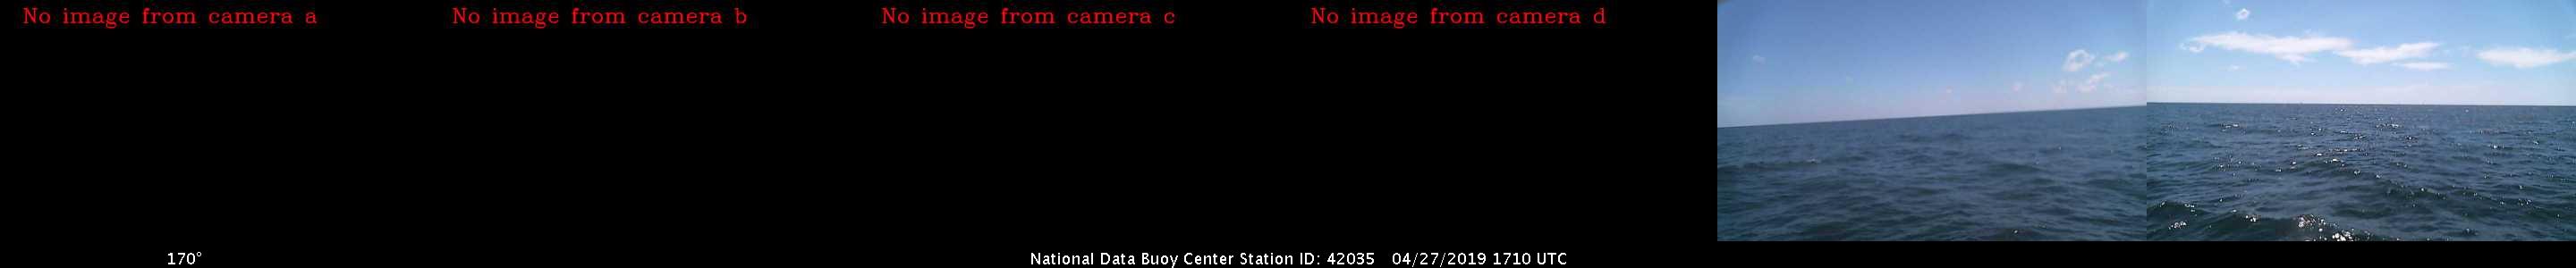 No image from camera a
No image from camera b
No image from camera c
No image from camera d
170°
National Data Buoy Center Station ID: 42035 04/27/2019 1710 UTC